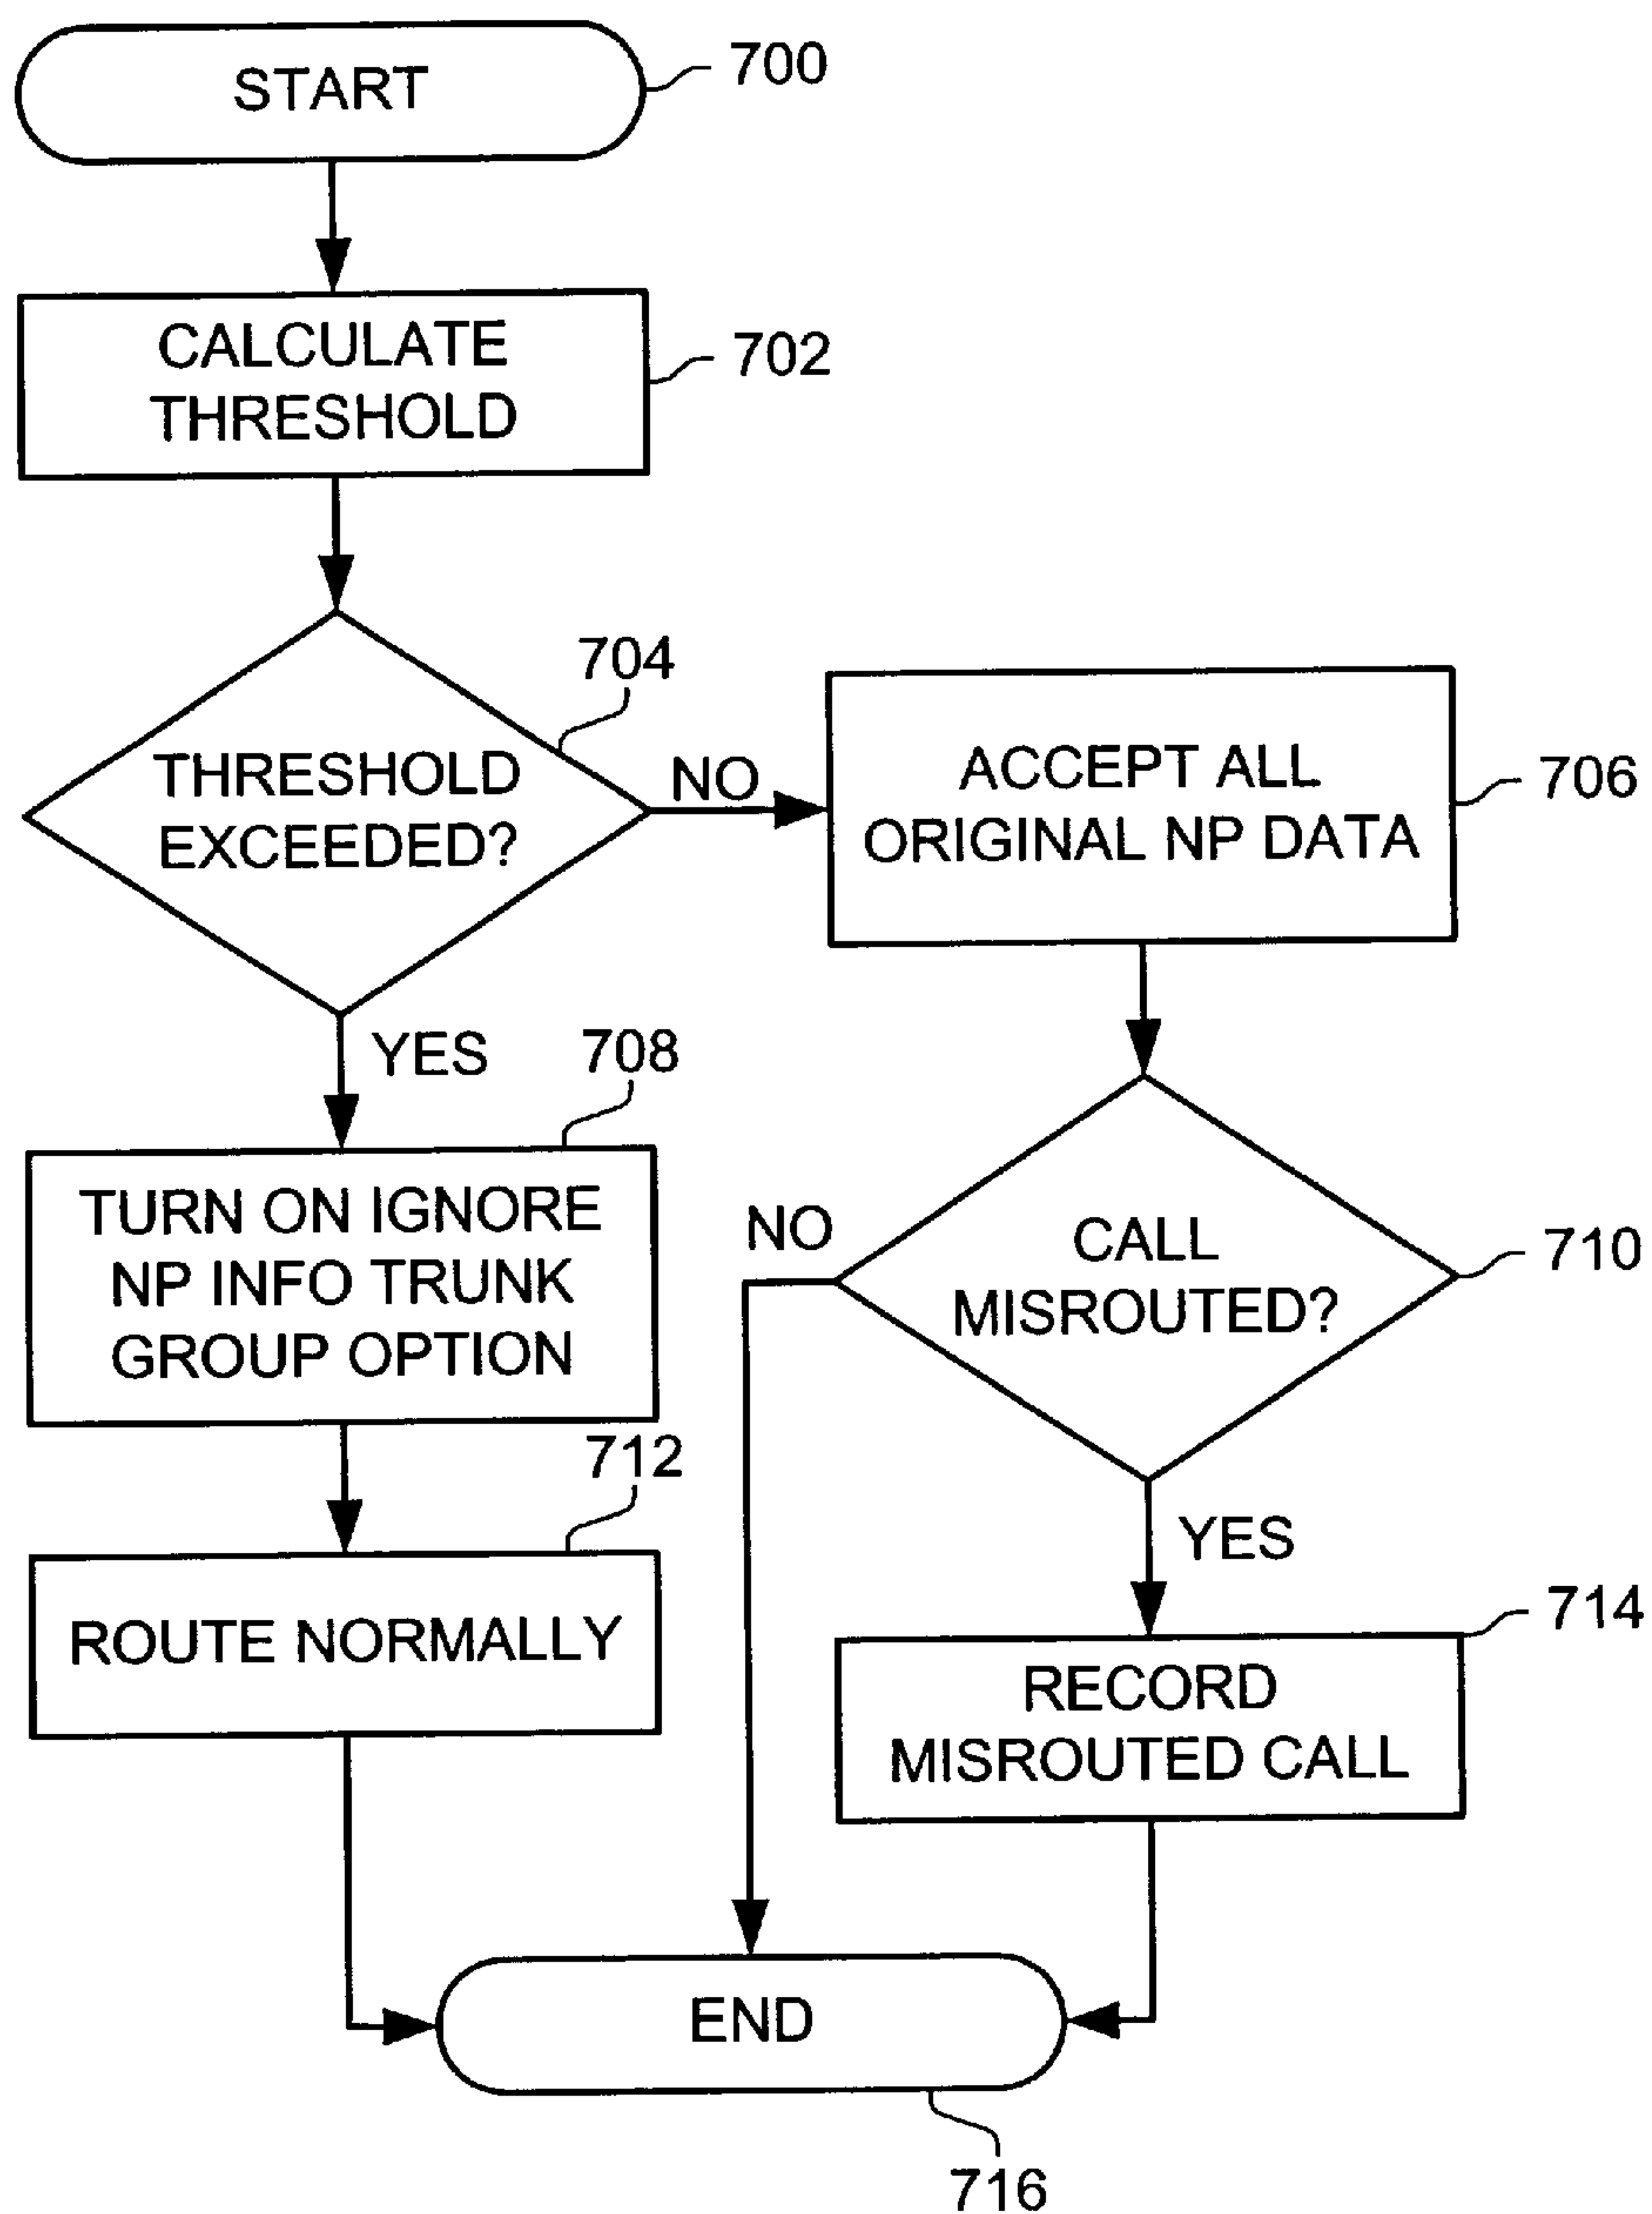 START
700
CALCULATE
THRESHOLD
702
704
THRESHOLD
EXCEEDED?
NO
ACCEPT ALL
ORIGINAL NP DATA
706
YES
708
TURN ON IGNORE
NP INFO TRUNK
GROUP OPTION
NO
CALL
MISROUTED?
710
712
ROUTE NORMALLY
YES
714
RECORD
MISROUTED CALL
END
716